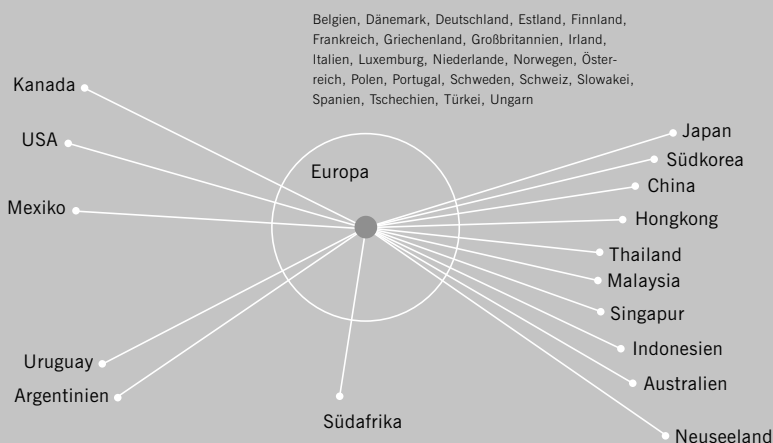 Belgien, Dänemark, Deutschland, Estland, Finnland,
Frankreich, Griechenland, Großbritannien, Irland,
Italien, Luxemburg, Niederlande, Norwegen, Öster-
reich, Polen, Portugal, Schweden, Schweiz, Slowakei,
Spanien, Tschechien, Türkei, Ungarn
Kanada
USA
Mexiko
Uruguay
Argentinien
Europa
Südafrika
Japan
Südkorea
China
Hongkong
Thailand
Malaysia
Singapur
Indonesien
Australien
Neuseeland